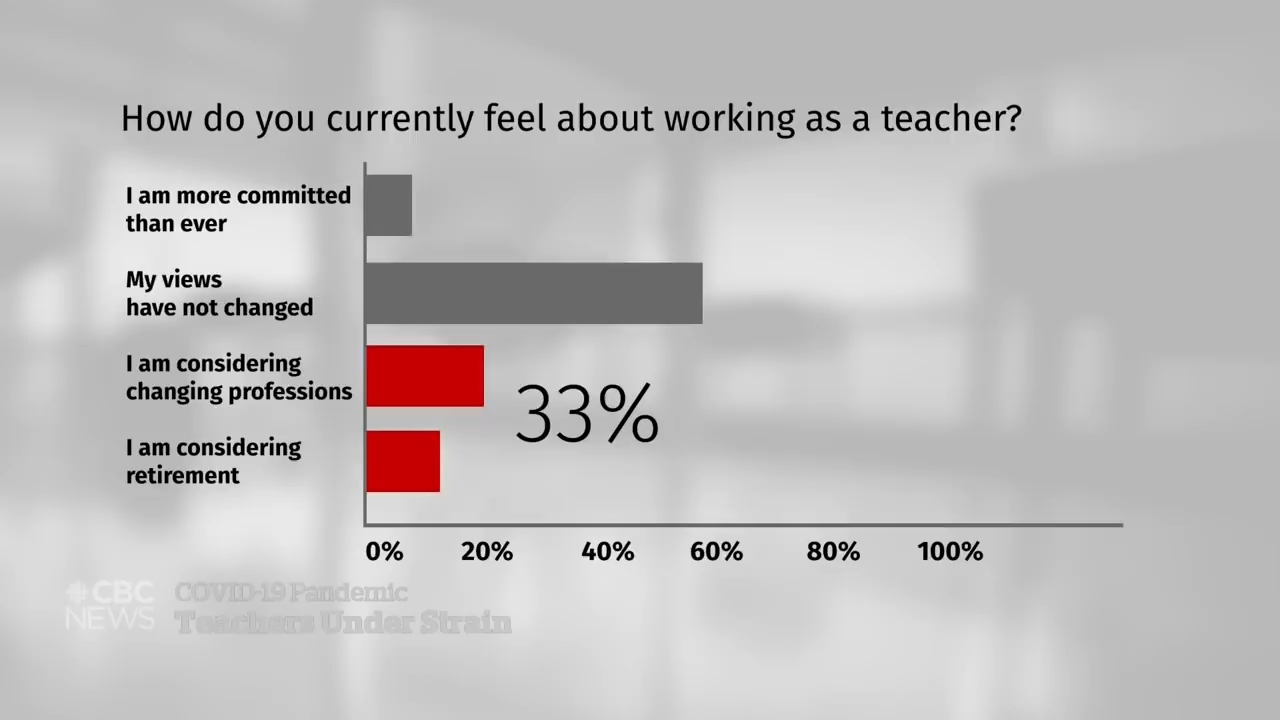 How do you currently feel about working as a teacher?
I am more committed
than ever
My views
have not changed
I am considering
changing professions
33%
I am considering
retirement
0% 20% 40% 60% 80% 100%
CBC
NEWS
COVID-19 Pandemic
Teachers Under Strain